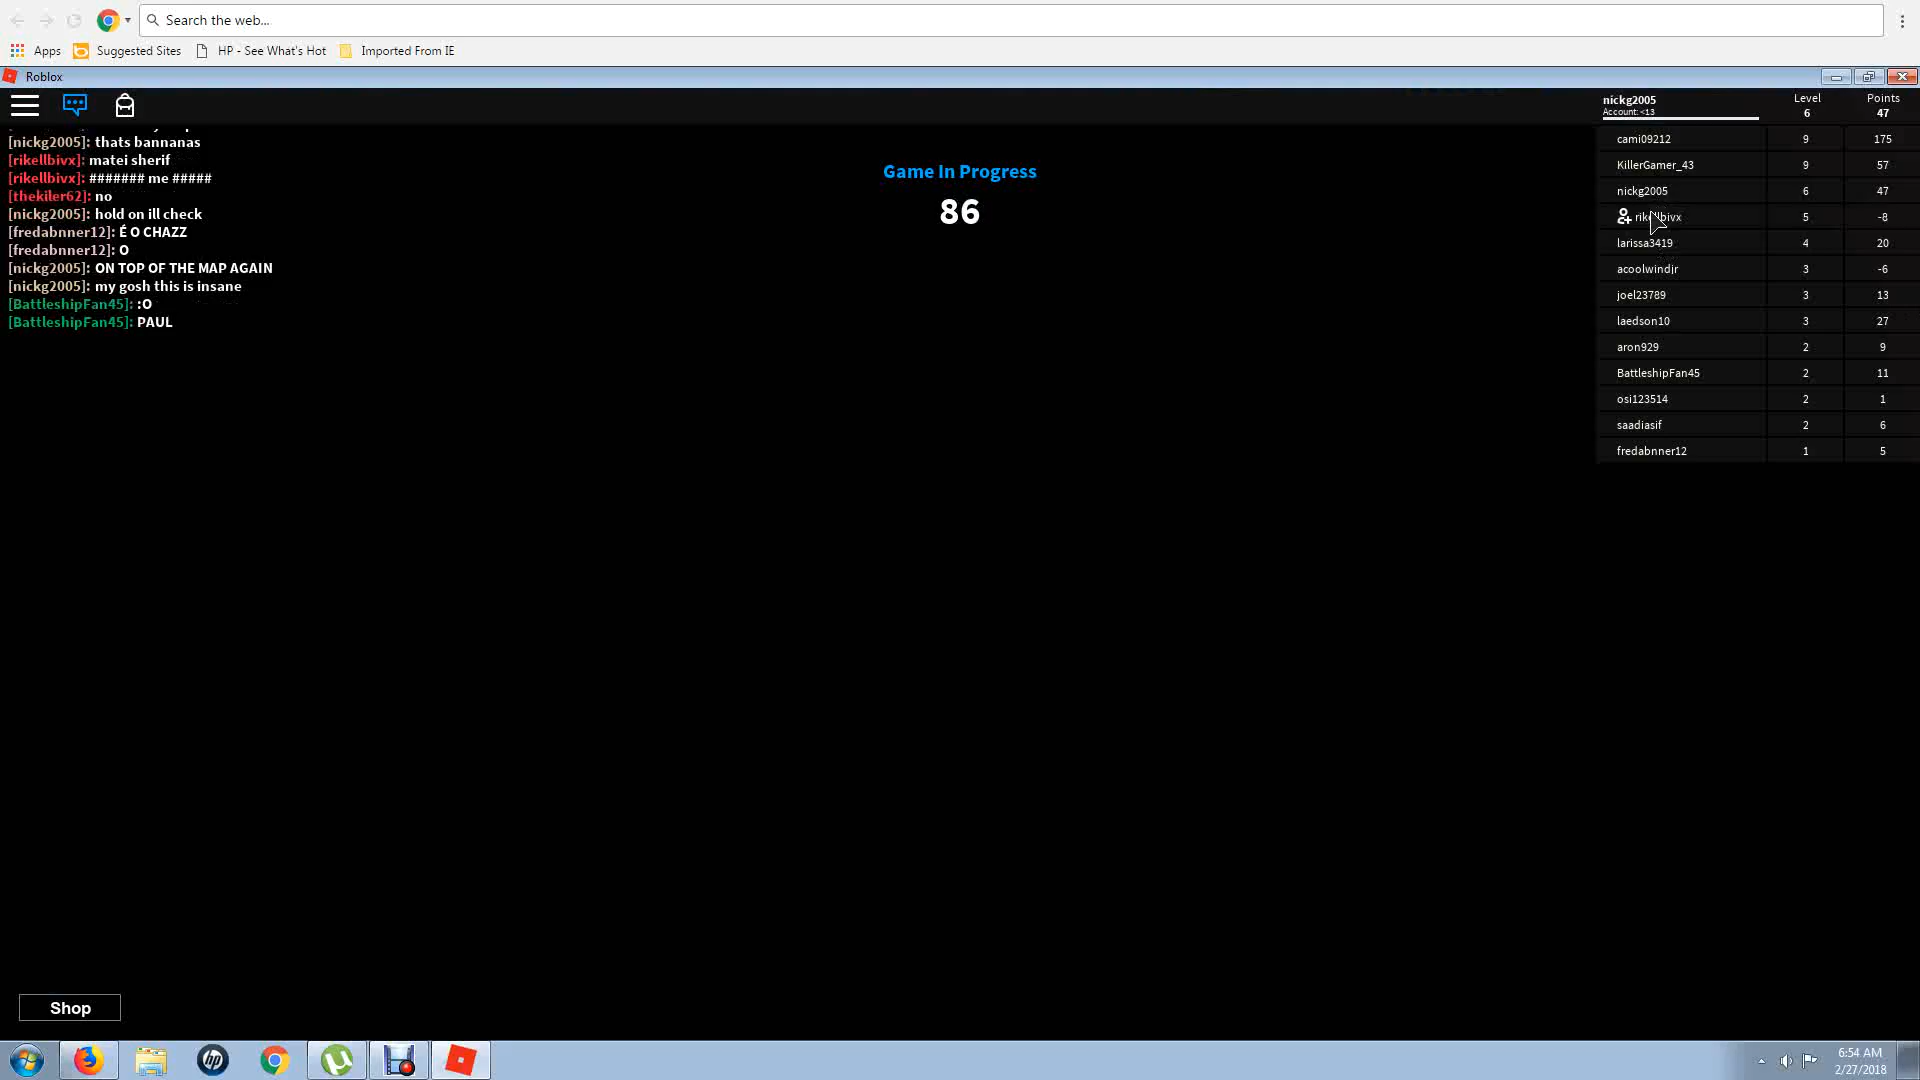 Search the web...
Apps Suggested Sites HP - See What's Hot Imported From IE
Roblox
nickg2005 Level Points
Account: <13 6 47
[nickg2005]: thats bannanas
[rikellbivx]: matei sherif
[rikellbivx]: ####### me #####
[thekiler62]: no
[nickg2005]: hold on ill check
[fredabnner12]: É O CHAZZ
[fredabnner12]: O
[nickg2005]: ON TOP OF THE MAP AGAIN
[nickg2005]: my gosh this is insane
[BattleshipFan45]: :O
[BattleshipFan45]: PAUL
Game In Progress
86
cami09212 9 175
KillerGamer_43 9 57
nickg2005 6 47
rikellbivx 5 -8
larissa3419 4 20
acoolwindjr 3 -6
joel23789 3 13
laedson10 3 27
aron929 2 9
BattleshipFan45 2 11
osi123514 2 1
saadiasif 2 6
fredabnner12 1 5
Shop
hp
6:54 AM
2/27/2018